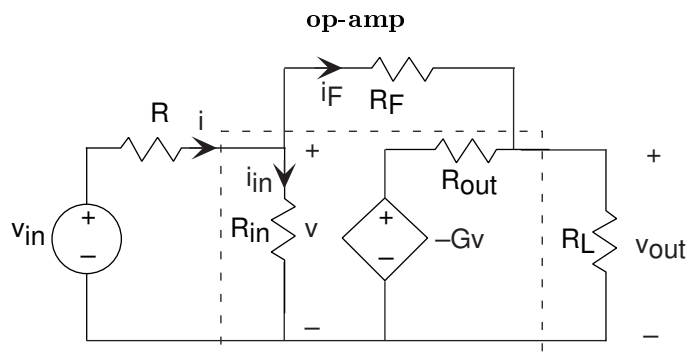 op-amp
i_F
R_F
R
i
+
i_in
R_out
+
v_in
+
–
R_in
v
+
–
–Gv
R_L
v_out
–
–